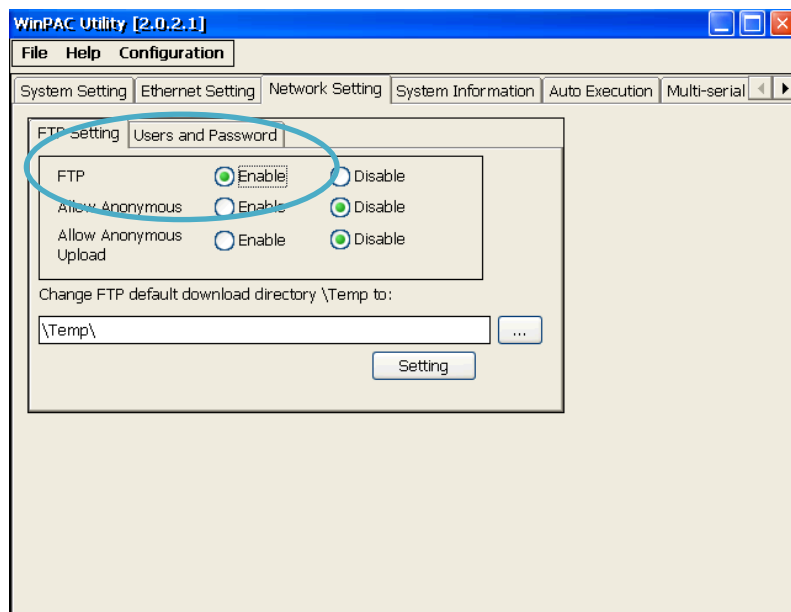 WinPAC Utility [2.0.2.1]
File Help Configuration
System Setting Ethernet Setting Network Setting System Information Auto Execution Multi-serial
FTP Setting Users and Password
FTP Enable Disable
Allow Anonymous Enable Disable
Allow Anonymous Upload Enable Disable
Change FTP default download directory \Temp to:
\Temp\ ...
Setting